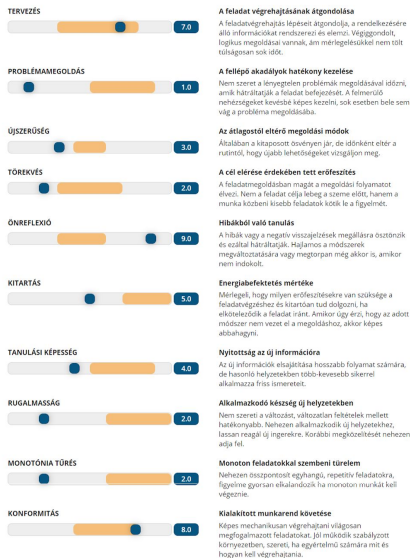 TERVEZÉS
7.0
A feladat végrehajtásának átgondolása
A feladatvégrehajtás lépéseit átgondolja, a rendelkezésére
álló információkat rendszerezi és elemzi. Végiggondolt,
logikus megoldásai vannak, ám mérlegelésükkel nem tölt
túlságosan sok időt.
PROBLÉMAMEGOLDÁS
1.0
A fellépő akadályok hatékony kezelése
Nem szeret a lényegtelen problémák megoldásával időzni,
amik hátráltatják a feladat befejezését. A felmerülő
nehézségeket kevésbé képes kezelni, sok esetben bele sem
vág a probléma megoldásába.
ÚJSZERŰSÉG
3.0
Az átlagostól eltérő megoldási módok
Általában a kitaposott ösvényen jár, de időnként eltér a
rutintól, hogy újabb lehetőségeket vizsgáljon meg.
TÖREKVÉS
2.0
A cél elérése érdekében tett erőfeszítés
A feladatmegoldásban magát a megoldási folyamatot
élvezi. Nem a feladat célja lebeg a szeme előtt, hanem a
munka közbeni kisebb feladatok kötik le a figyelmét.
ÖNREFLEXIÓ
9.0
Hibákból való tanulás
A hibák vagy a negatív visszajelzések megállásra ösztönzik
és ezáltal hátráltatják. Hajlamos a módszerek
megváltoztatására vagy megtorpan még akkor is, amikor
nem indokolt.
KITARTÁS
5.0
Energiabefektetés mértéke
Mérlegeli, hogy milyen erőfeszítésekre van szüksége a
feladatvégzéshez és kitartóan tud dolgozni, ha
elköteleződik a feladat iránt. Amikor úgy érzi, hogy az adott
módszer nem vezet el a megoldáshoz, akkor képes
abbahagyni.
TANULÁSI KÉPESSÉG
4.0
Nyitottság az új információra
Az új információk elsajátítása hosszabb folyamat számára,
de hasonló helyzetekben több-kevesebb sikerrel
alkalmazza friss ismereteit.
RUGALMASSÁG
2.0
Alkalmazkodó készség új helyzetekben
Nem szereti a változást, változatlan feltételek mellett
hatékonyabb. Nehezen alkalmazkodik új helyzetekhez,
lassan reagál új ingerekre. Korábbi megközelítését nehezen
adja fel.
MONOTÓNIA TŰRÉS
2.0
Monoton feladatokkal szembeni türelem
Nehezen összpontosít egyhangú, repetitív feladatokra,
figyelme gyorsan elkalandozik ha monoton munkát kell
végeznie.
KONFORMITÁS
8.0
Kialakított munkarend követése
Képes mechanikusan végrehajtani világosan
megfogalmazott feladatokat. Jól működik szabályzott
környezetben, szereti, ha egyértelmű számára mit és
hogyan kell végrehajtania.